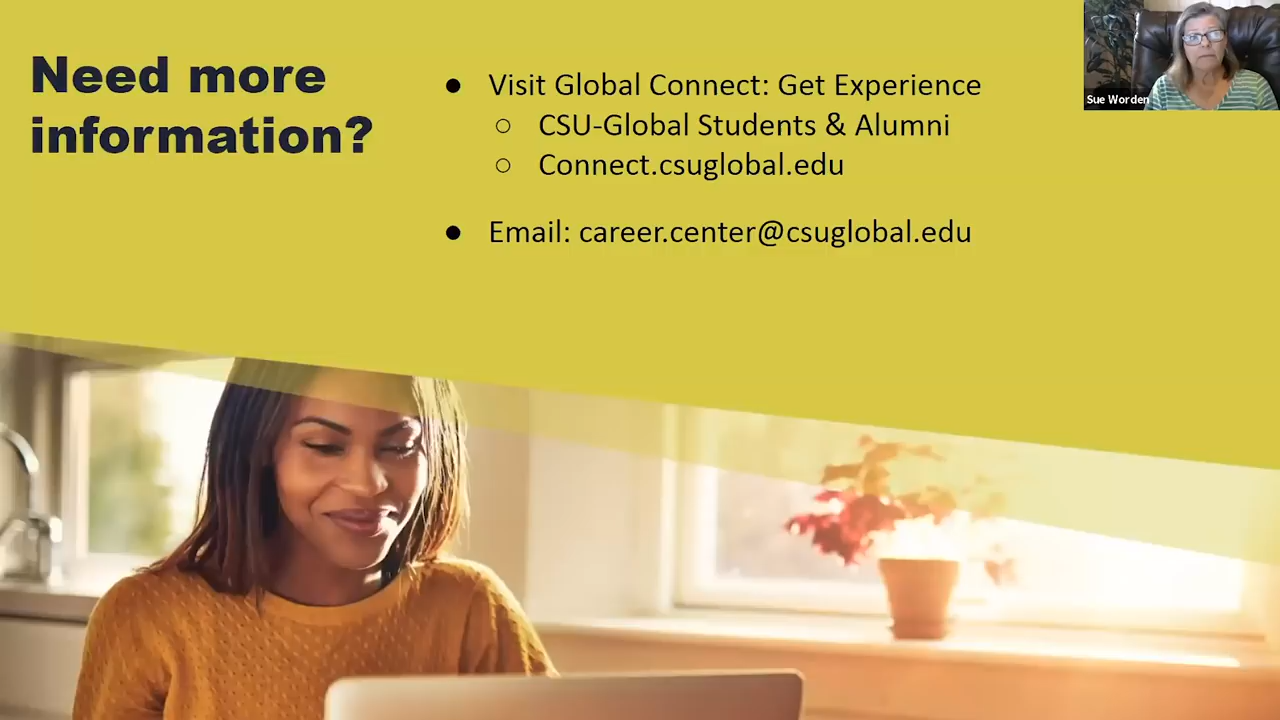 Need more
information?
● Visit Global Connect: Get Experience
○ CSU-Global Students & Alumni
○ Connect.csuglobal.edu
● Email: career.center@csuglobal.edu
Sue Worden